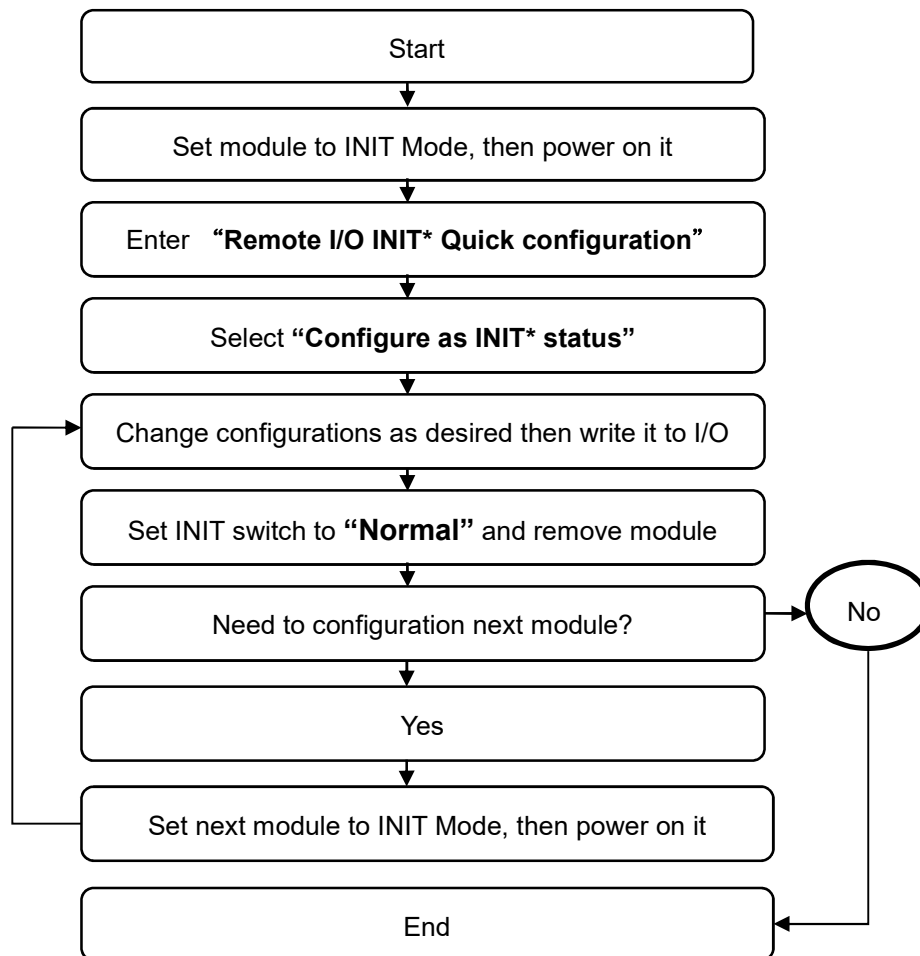 Start
Set module to INIT Mode, then power on it
Enter “Remote I/O INIT* Quick configuration”
Select “Configure as INIT* status”
Change configurations as desired then write it to I/O
Set INIT switch to “Normal” and remove module
Need to configuration next module?
No
Yes
Set next module to INIT Mode, then power on it
End